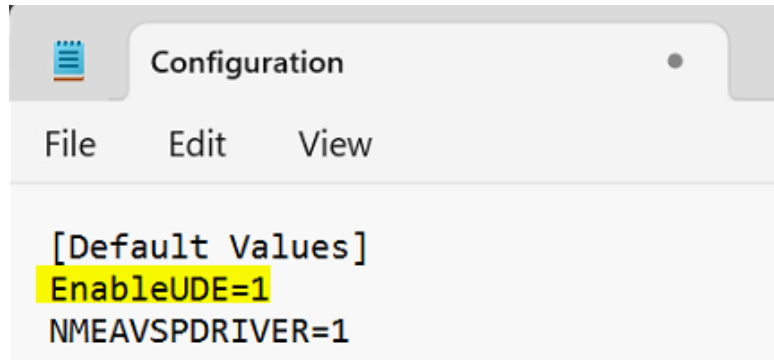 Configuration
File Edit View
[Default Values]
EnableUDE=1
NMEAVSPDRIVER=1